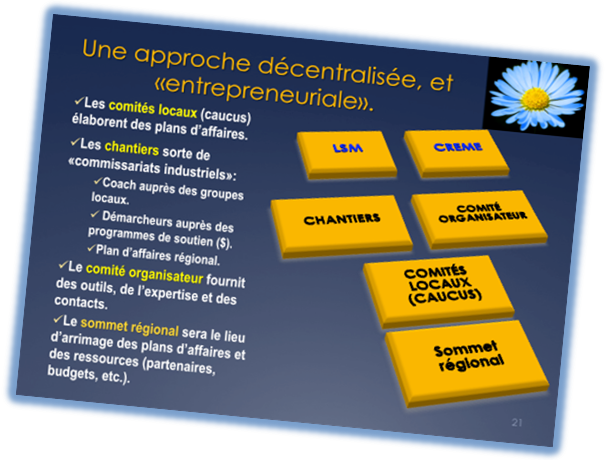 Une approche décentralisée, et
«entrepreneuriale».
✓Les comités locaux (caucus)
élaborent des plans d’affaires.
✓Les chantiers sorte de
«commissariats industriels»:
✓Coach auprès des groupes
locaux.
✓ Démarcheurs auprès des
programmes de soutien ($).
✓Plan d’affaires régional.
✓Le comité organisateur fournit
des outils, de l’expertise et des
contacts.
✓Le sommet régional sera le lieu
d’arrimage des plans d’affaires et
des ressources (partenaires,
budgets, etc.).
LSM
CREME
CHANTIERS
COMITÉ
ORGANISATEUR
COMITÉS
LOCAUX
(CAUCUS)
Sommet
régional
21